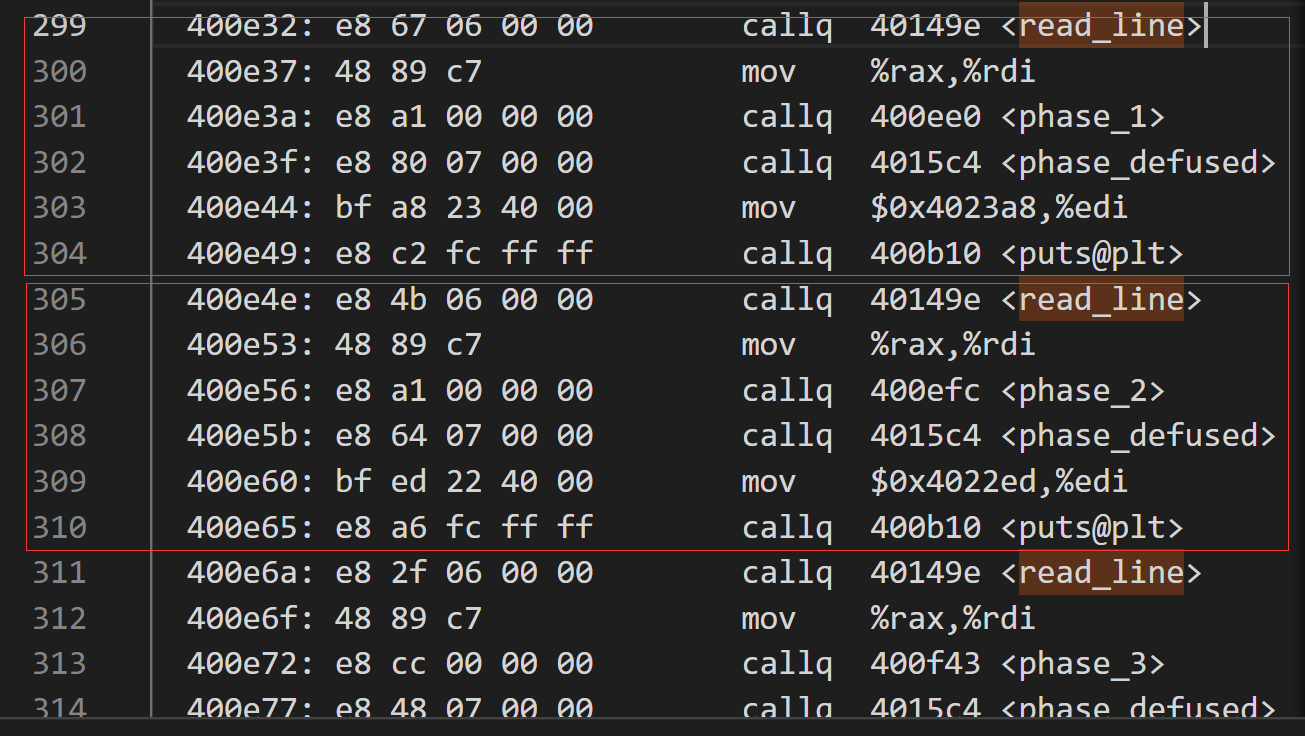 299 400e32: e8 67 06 00 00 callq 40149e <read_line>
300 400e37: 48 89 c7 mov %rax,%rdi
301 400e3a: e8 a1 00 00 00 callq 400ee0 <phase_1>
302 400e3f: e8 80 07 00 00 callq 4015c4 <phase_defused>
303 400e44: bf a8 23 40 00 mov $0x4023a8,%edi
304 400e49: e8 c2 fc ff ff callq 400b10 <puts@plt>
305 400e4e: e8 4b 06 00 00 callq 40149e <read_line>
306 400e53: 48 89 c7 mov %rax,%rdi
307 400e56: e8 a1 00 00 00 callq 400efc <phase_2>
308 400e5b: e8 64 07 00 00 callq 4015c4 <phase_defused>
309 400e60: bf ed 22 40 00 mov $0x4022ed,%edi
310 400e65: e8 a6 fc ff ff callq 400b10 <puts@plt>
311 400e6a: e8 2f 06 00 00 callq 40149e <read_line>
312 400e6f: 48 89 c7 mov %rax,%rdi
313 400e72: e8 cc 00 00 00 callq 400f43 <phase_3>
314 400e77: e8 48 07 00 00 callq 4015c4 <phase_defused>